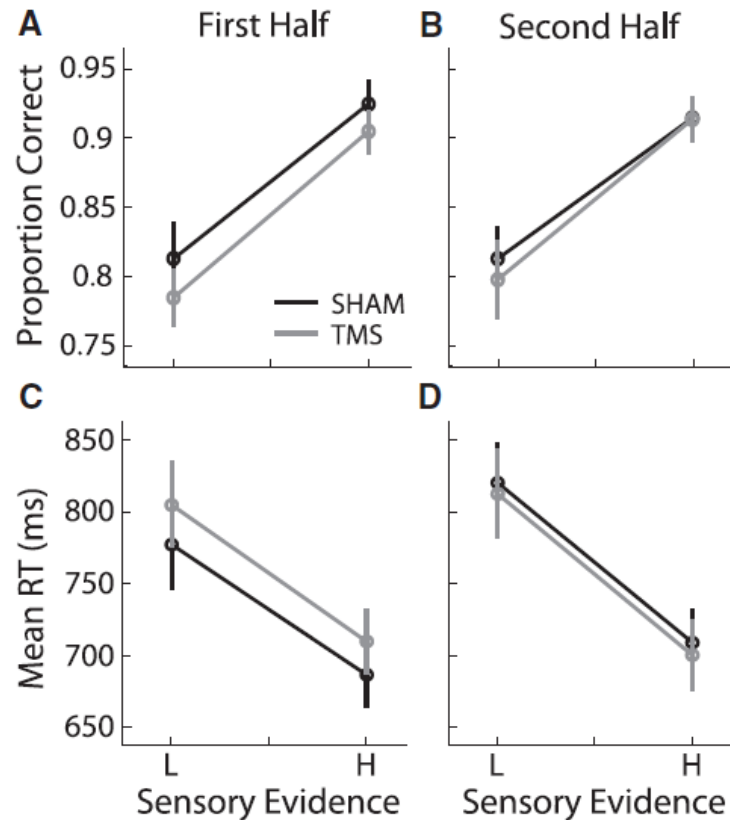 A First Half
B Second Half
Proportion Correct
0.95
0.9
0.85
0.8
0.75
SHAM
TMS
C
D
Mean RT (ms)
850
800
750
700
650
L H
L H
Sensory Evidence
Sensory Evidence